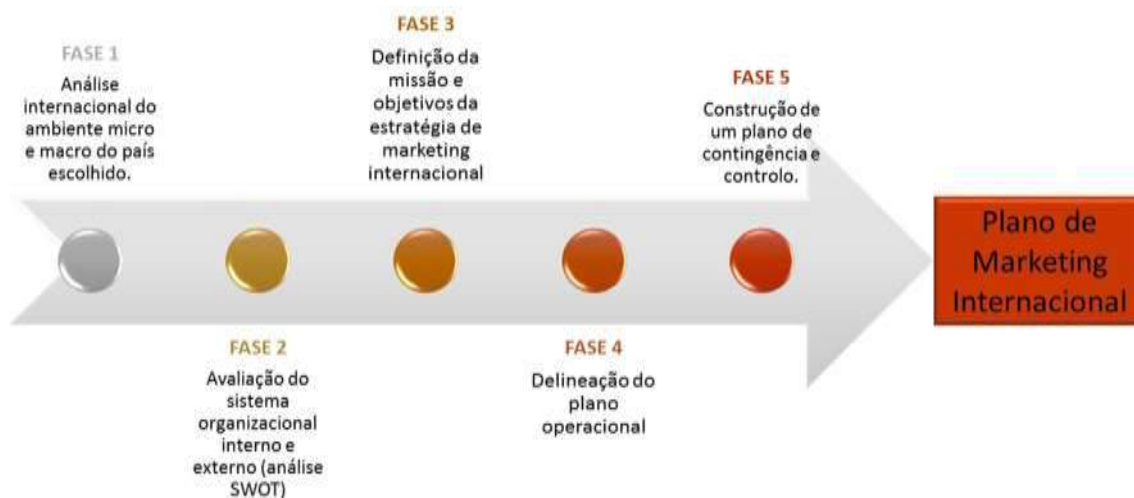 FASE 1
Análise
internacional do
ambiente micro
e macro do país
escolhido.
FASE 2
Avaliação do
sistema
organizacional
interno e
externo (análise
SWOT)
FASE 3
Definição da
missão e
objetivos da
estratégia de
marketing
internacional
FASE 4
Delineação do
plano
operacional
FASE 5
Construção de
um plano de
contingência e
controlo.
Plano de
Marketing
Internacional